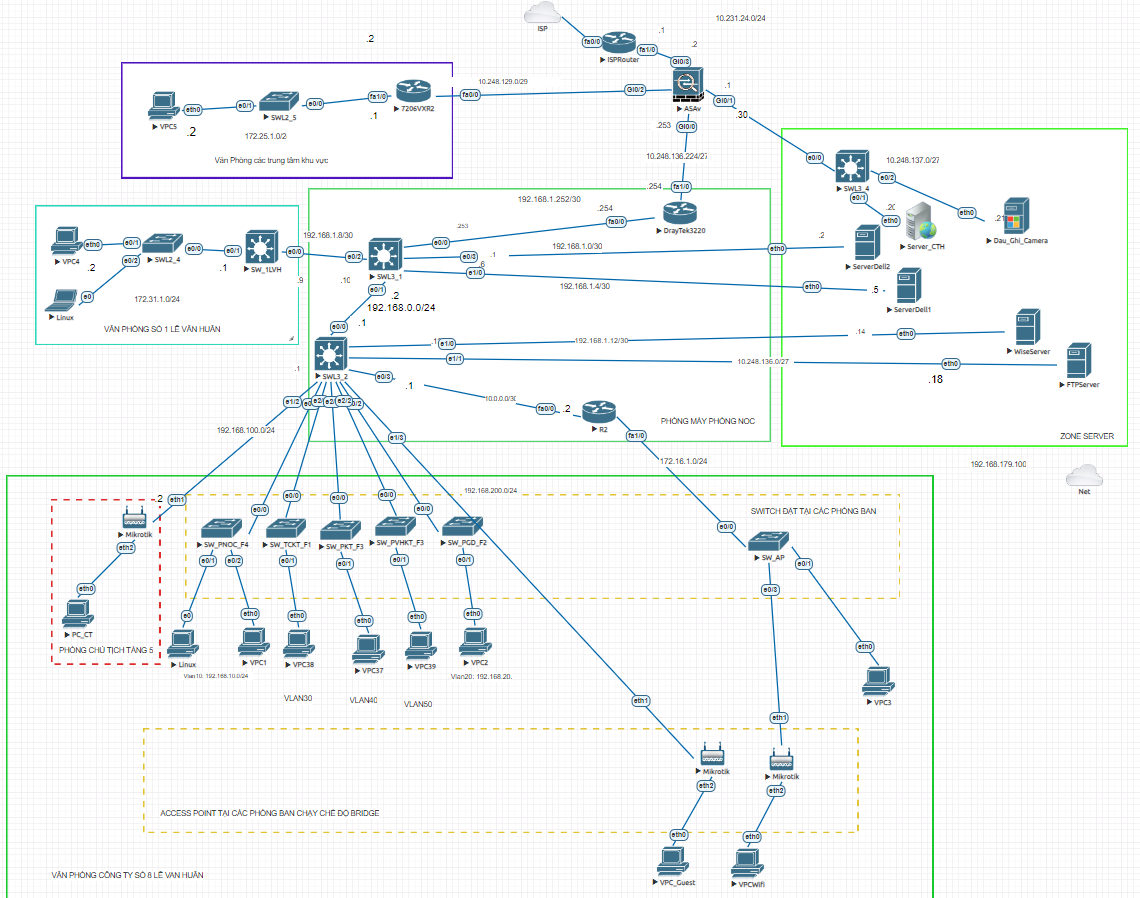 10.231.24.0/24
ISP
fa0/0
.1
ISPRouter
fa1/0
.2
.2
Gi0/3
ASAv
.1
Gi0/1
.30
Gi0/2
10.248.129.0/29
.253
Gi0/0
10.248.136.224/27
.254
fa1/0
VPC5
eth0
.2
e0/1
SWL2_5
e0/0
172.25.1.0/2
fa1/0
.1
7206VXR2
fa0/0
Văn Phòng các trung tâm khu vực
e0/0
SWL3_4
e0/2
10.248.137.0/27
e0/1
.20
eth0
Server_CTH
eth0
.21
Dau_Ghi_Camera
192.168.1.252/30
.254
fa0/0
DrayTek3220
.253
e0/0
192.168.1.8/30
e0/0
e0/2
SWL3_1
e0/3
.1
.6
e1/0
192.168.1.0/30
eth0
.2
ServerDell2
192.168.1.4/30
eth0
.5
ServerDell1
VPC4
eth0
.2
e0/1
e0/2
SWL2_4
e0/0
e0/1
.1
SW_1LVH
.9
.10
Linux
e0
172.31.1.0/24
VĂN PHÒNG SỐ 1 LÊ VĂN HUÂN
e0/1
.2
192.168.0.0/24
.1
e0/0
e1/0
192.168.1.12/30
.14
eth0
WiseServer
e1/1
10.248.136.0/27
eth0
.18
FTPServer
.1
SWL3_2
e0/3
.1
10.0.0.0/30
fa0/0
.2
R2
fa1/0
172.16.1.0/24
PHÒNG MÁY PHÒNG NOC
ZONE SERVER
e1/2
e2/2
e1/3
192.168.100.0/24
192.168.179.100
Net
.2
eth1
Mikrotik
eth2
eth0
PC_CT
PHÒNG CHỦ TỊCH TẦNG 5
192.168.200.0/24
SWITCH ĐẶT TẠI CÁC PHÒNG BAN
e0/0
e0/0
e0/0
e0/0
e0/0
SW_PNOC_F4
SW_TCKT_F1
SW_PKT_F3
SW_PVHKT_F3
SW_PGD_F2
e0/0
SW_AP
e0/1
e0/2
e0/1
e0/1
e0/1
e0/1
e0/3
e0/1
e0
eth0
eth0
eth0
eth0
eth0
eth0
Linux
VPC1
VPC38
VPC37
VPC39
VPC2
VPC3
Vlan10: 192.168.10.0/24
Vlan20: 192.168.20.
VLAN30
VLAN40
VLAN50
eth1
eth1
Mikrotik
Mikrotik
eth2
eth2
ACCESS POINT TẠI CÁC PHÒNG BAN CHẠY CHẾ ĐỘ BRIDGE
eth0
eth0
VPC_Guest
VPCWifi
VĂN PHÒNG CÔNG TY SỐ 8 LÊ VAN HUÂN